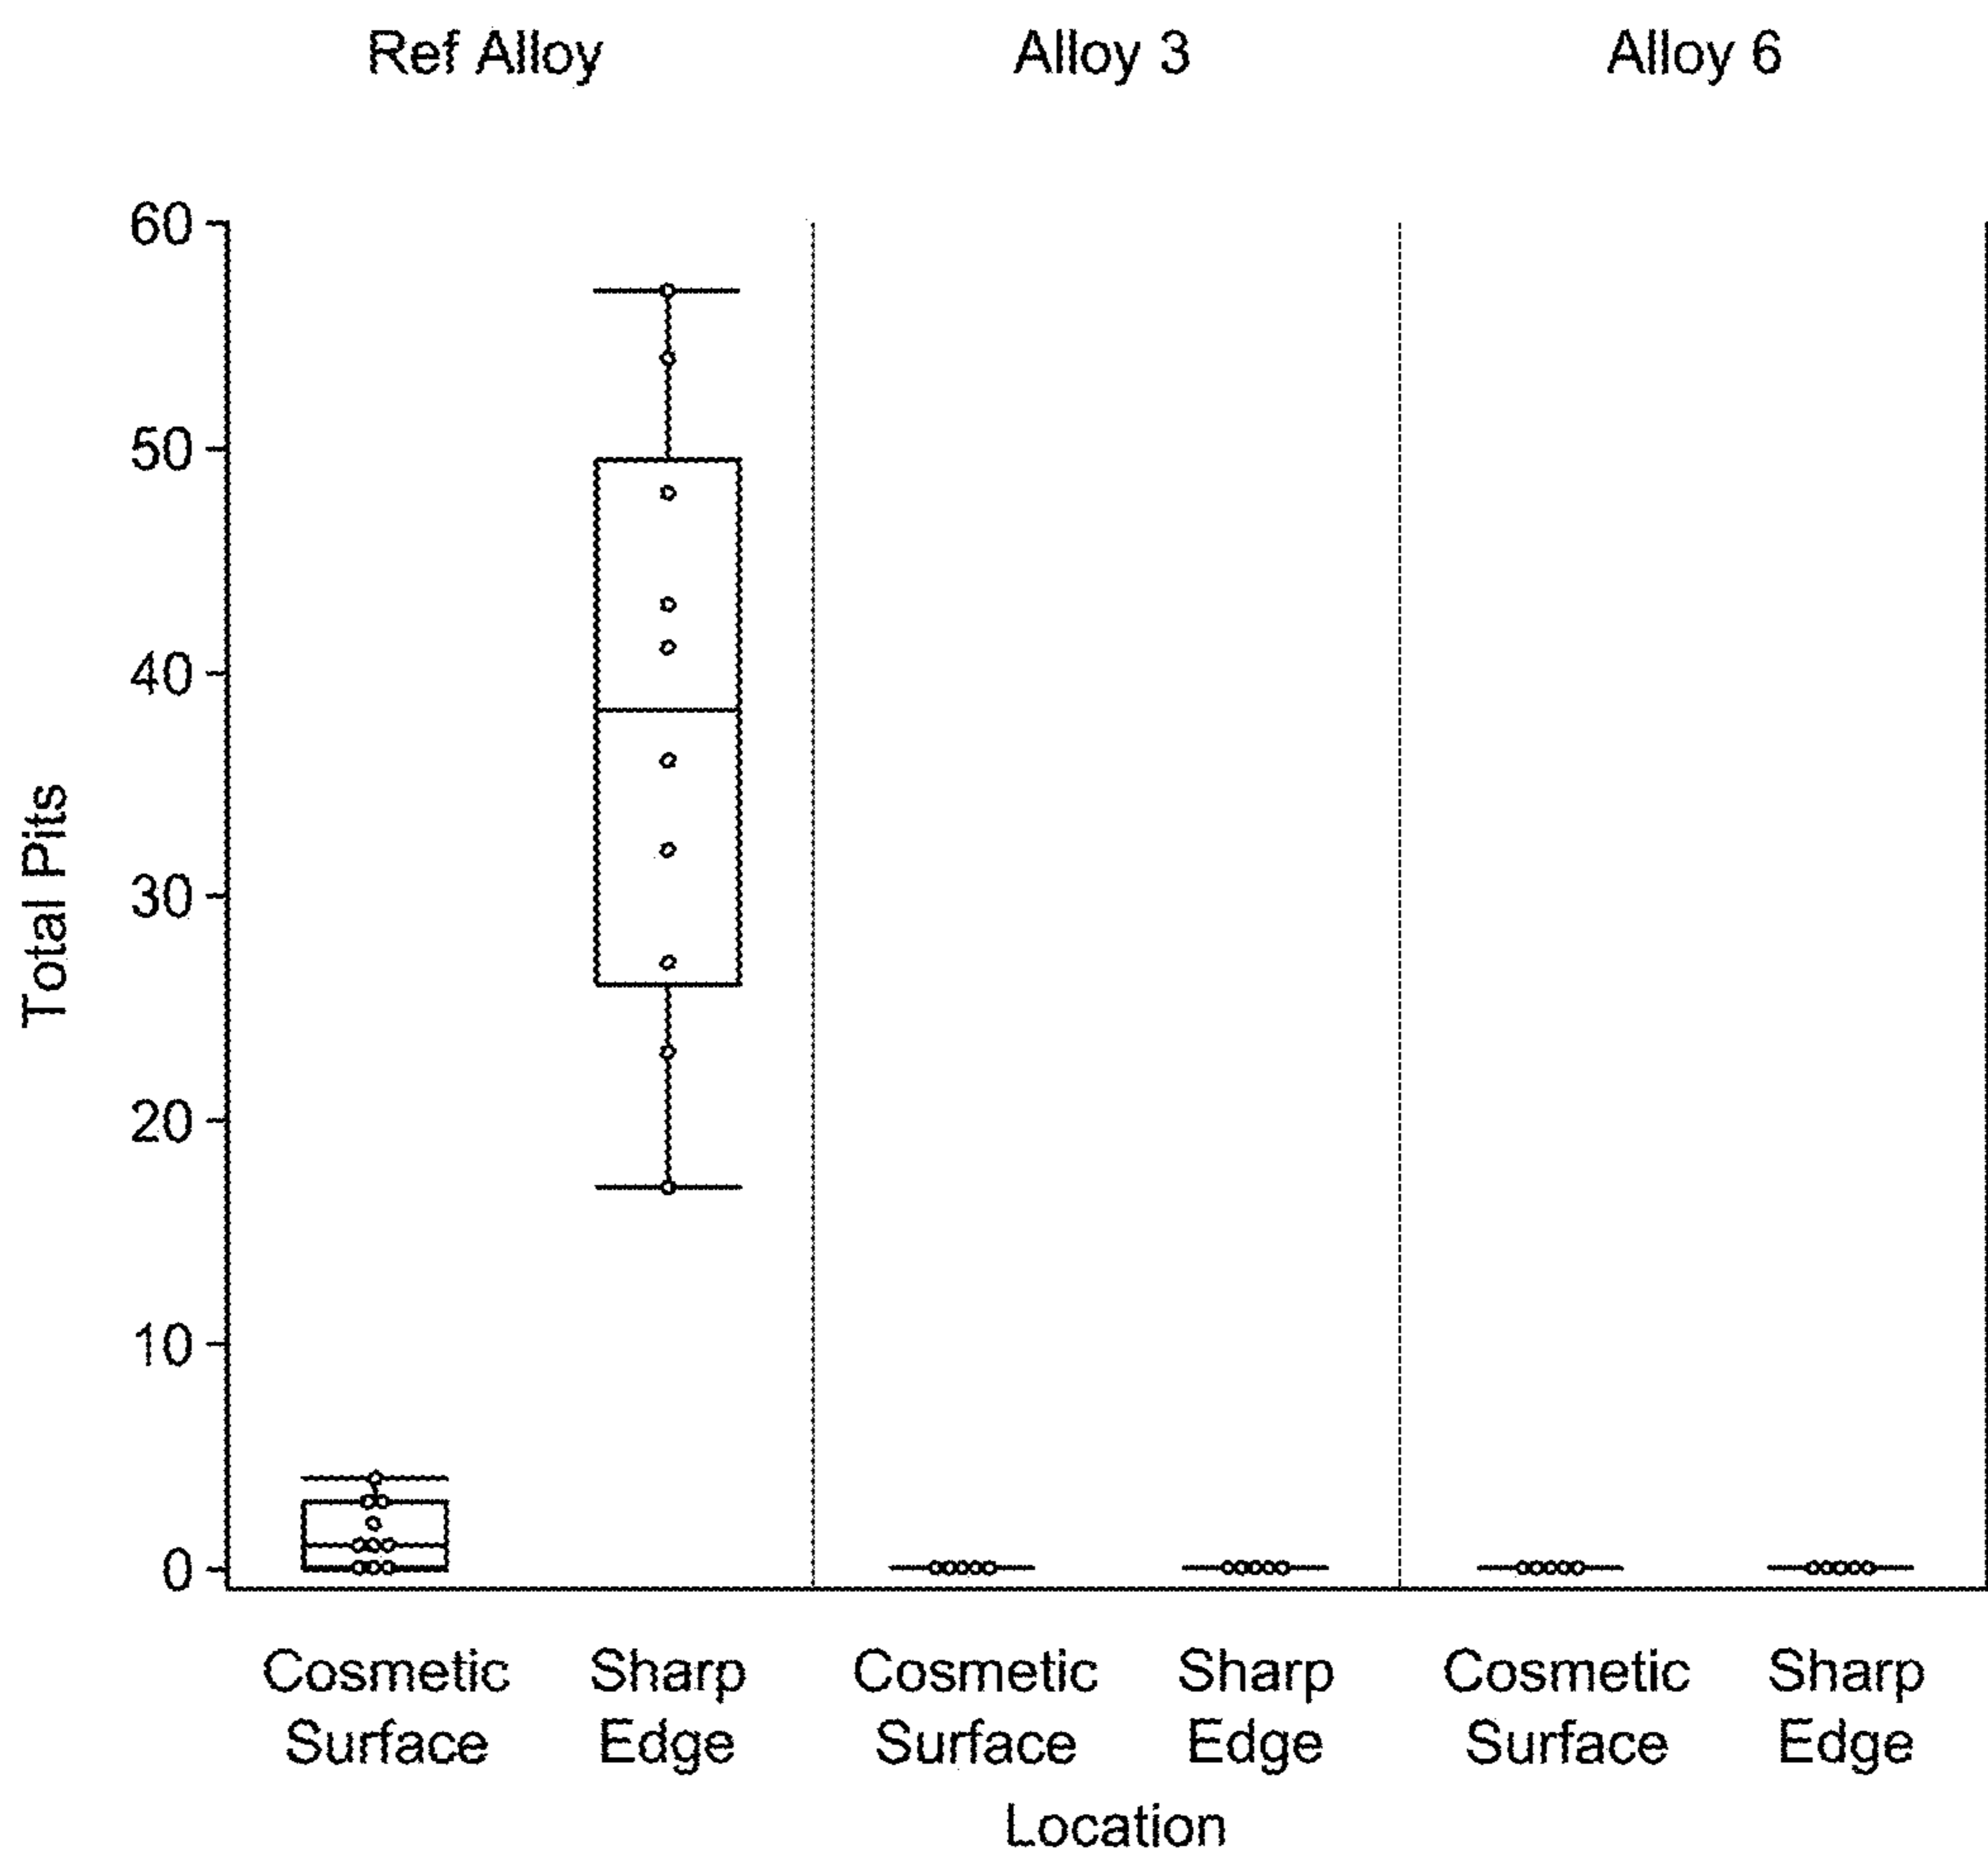 Ref Alloy Alloy 3 Alloy 6
60
50
40
30
20
10
0
Total Pits
Cosmetic Sharp Cosmetic Sharp Cosmetic Sharp
Surface Edge Surface Edge Surface Edge
Location